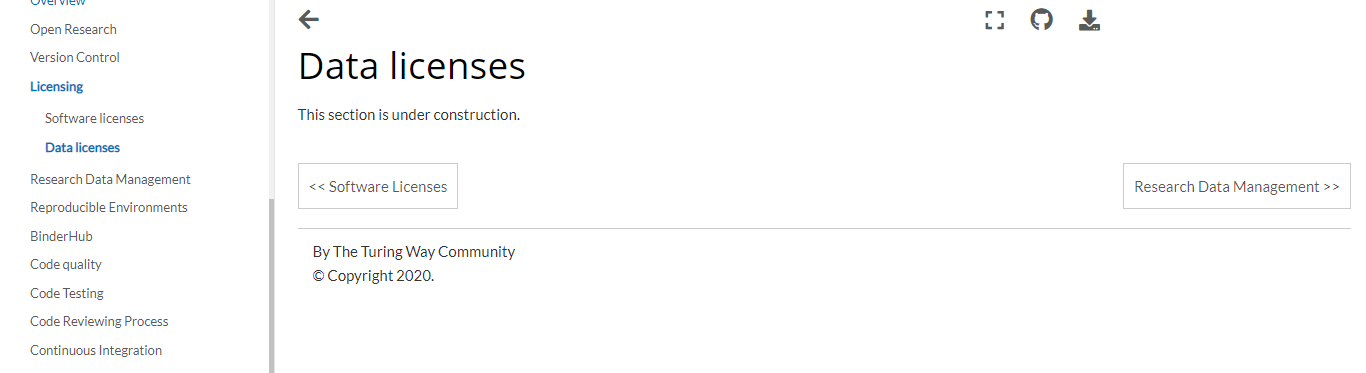 Overview
Open Research
Version Control
Licensing
Software licenses
Data licenses
Research Data Management
Reproducible Environments
BinderHub
Code quality
Code Testing
Code Reviewing Process
Continuous Integration
Data licenses
This section is under construction.
<< Software Licenses
Research Data Management >>
By The Turing Way Community
© Copyright 2020.